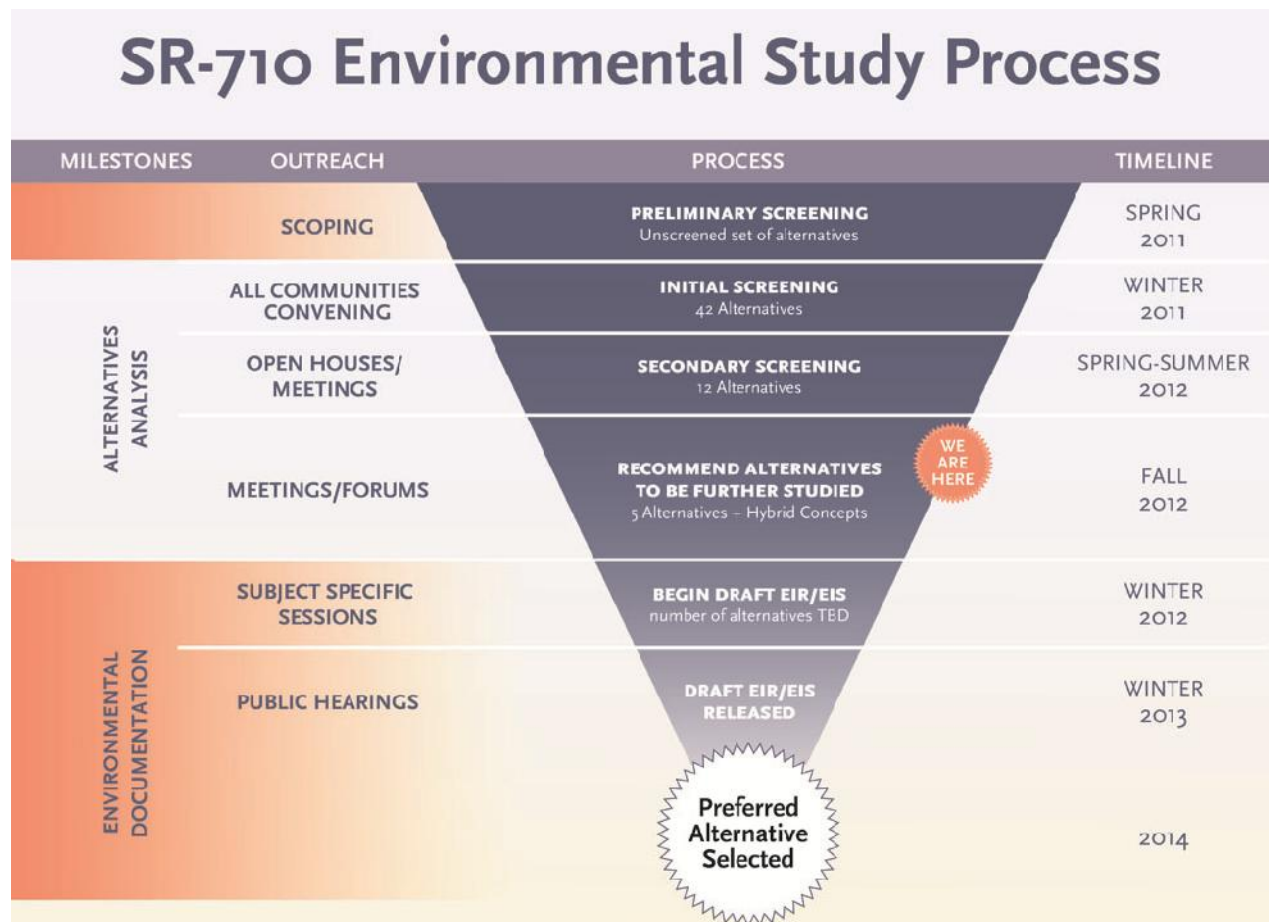 SR-710 Environmental Study Process
MILESTONES OUTREACH PROCESS TIMELINE
SCOPING
PRELIMINARY SCREENING
Unscreened set of alternatives
SPRING
2011
ALTERNATIVES
ANALYSIS
ALL COMMUNITIES
CONVENING
INITIAL SCREENING
42 Alternatives
WINTER
2011
OPEN HOUSES/
MEETINGS
SECONDARY SCREENING
12 Alternatives
SPRING-SUMMER
2012
MEETINGS/FORUMS
RECOMMEND ALTERNATIVES
TO BE FURTHER STUDIED
5 Alternatives – Hybrid Concepts
WE
ARE
HERE
FALL
2012
ENVIRONMENTAL
DOCUMENTATION
SUBJECT SPECIFIC
SESSIONS
BEGIN DRAFT EIR/EIS
number of alternatives TED
WINTER
2012
PUBLIC HEARINGS
DRAFT EIR/EIS
RELEASED
WINTER
2013
Preferred
Alternative
Selected
2014